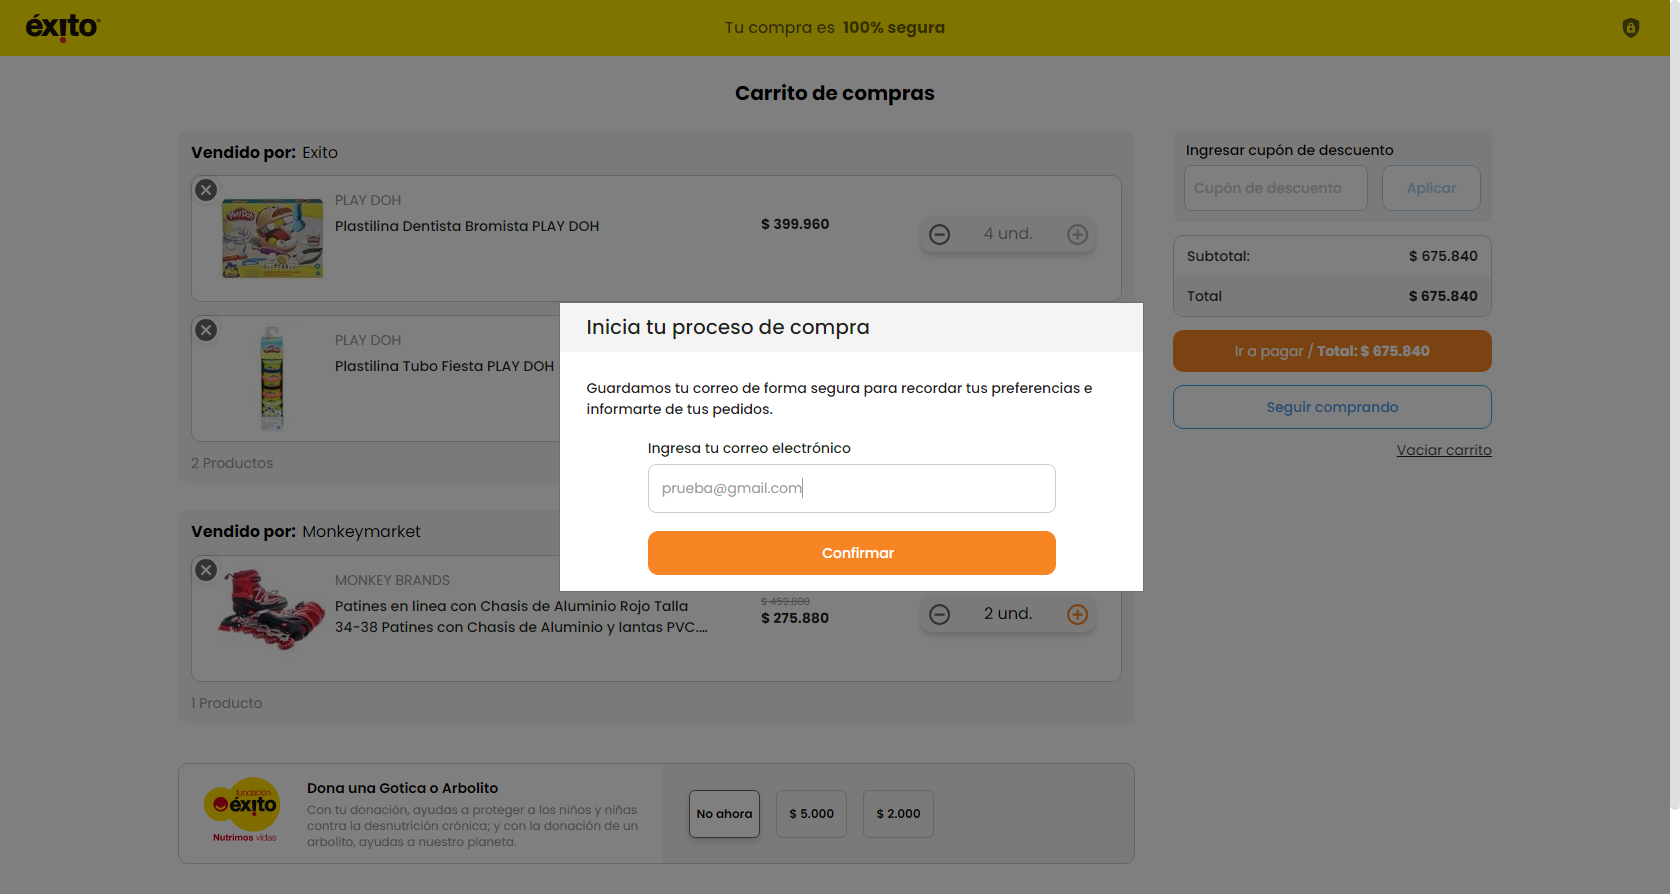 éxito
Tu compra es 100% segura
Carrito de compras
Vendido por: Exito
PLAY DOH
Plastilina Dentista Bromista PLAY DOH
$ 399.960
4 und.
PLAY DOH
Plastilina Tubo Fiesta PLAY DOH
2 Productos
Vendido por: Monkeymarket
MONKEY BRANDS
Patines en linea con Chasis de Aluminio Rojo Talla
34-38 Patines con Chasis de Aluminio y lantas PVC....
$ 459.800
$ 275.880
2 und.
1 Producto
Inicia tu proceso de compra
Guardamos tu correo de forma segura para recordar tus preferencias e
informarte de tus pedidos.
Ingresa tu correo electrónico
prueba@gmail.com
Confirmar
Ingresar cupón de descuento
Cupón de descuento
Aplicar
Subtotal: $ 675.840
Total $ 675.840
Ir a pagar / Total: $ 675.840
Seguir comprando
Vaciar carrito
fundación
éxito
Nutrimos vidas
Dona una Gotica o Arbolito
Con tu donación, ayudas a proteger a los niños y niñas
contra la desnutrición crónica; y con la donación de un
arbolito, ayudas a nuestro planeta.
No ahora
$ 5.000
$ 2.000